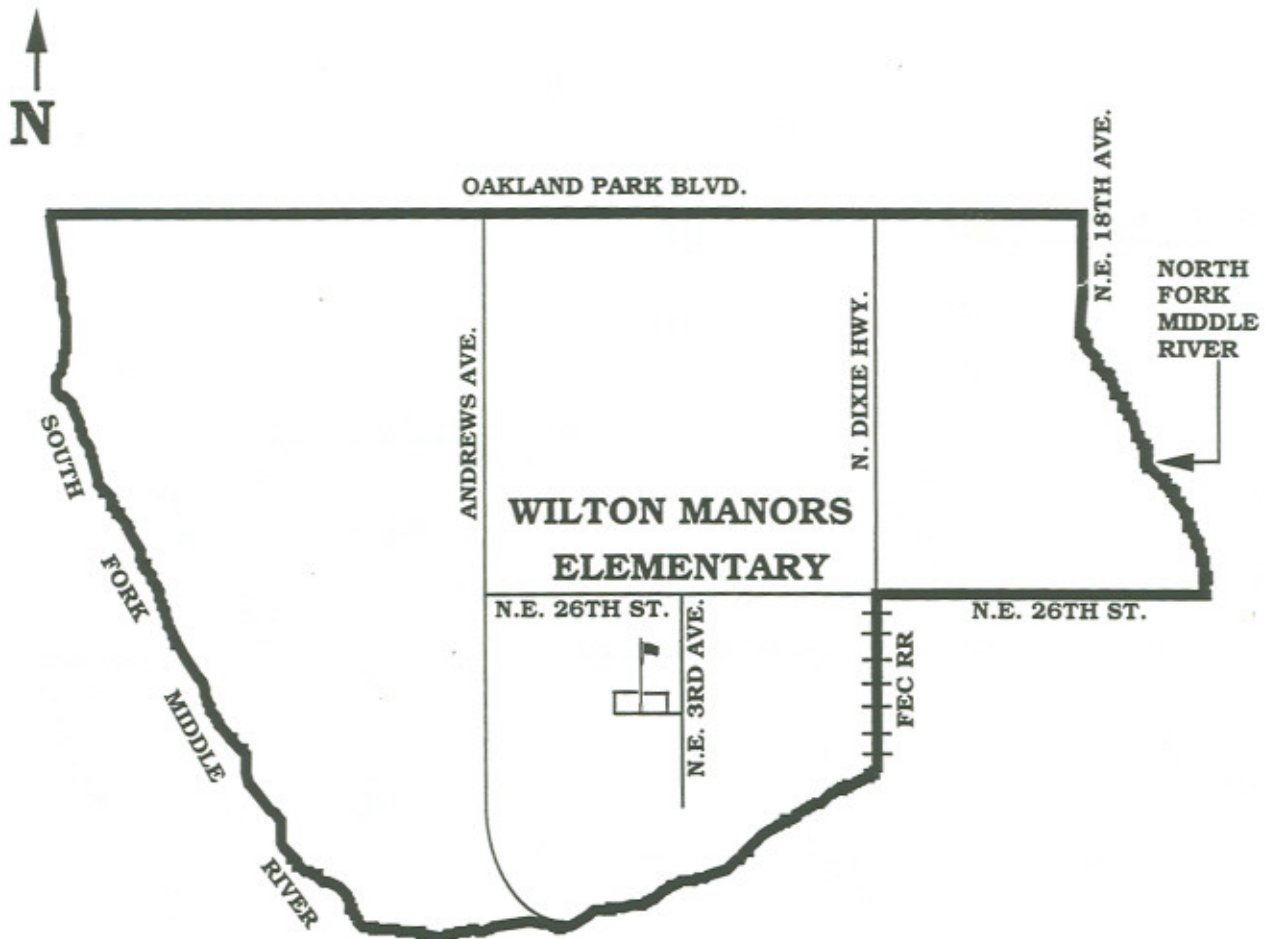 N
OAKLAND PARK BLVD.
N.E. 18TH AVE.
NORTH
FORK
MIDDLE
RIVER
ANDREWS AVE.
N. DIXIE HWY.
SOUTH
FORK
MIDDLE
RIVER
WILTON MANORS
ELEMENTARY
N.E. 26TH ST.
N.E. 26TH ST.
N.E. 3RD AVE.
FEC RR